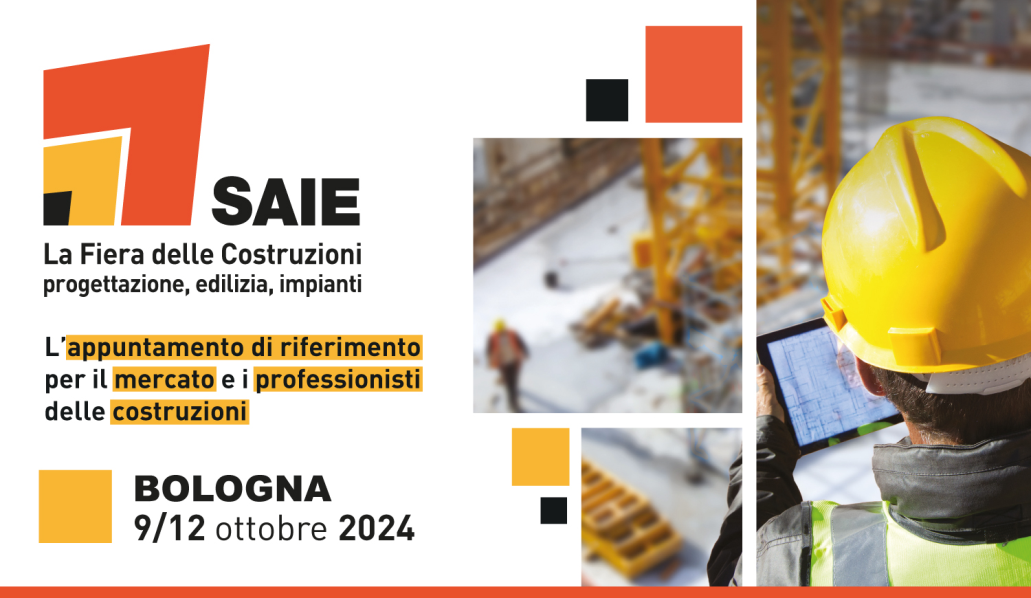 SAIE
La Fiera delle Costruzioni
progettazione, edilizia, impianti
L'appuntamento di riferimento
per il mercato e i professionisti
delle costruzioni
BOLOGNA
9/12 ottobre 2024